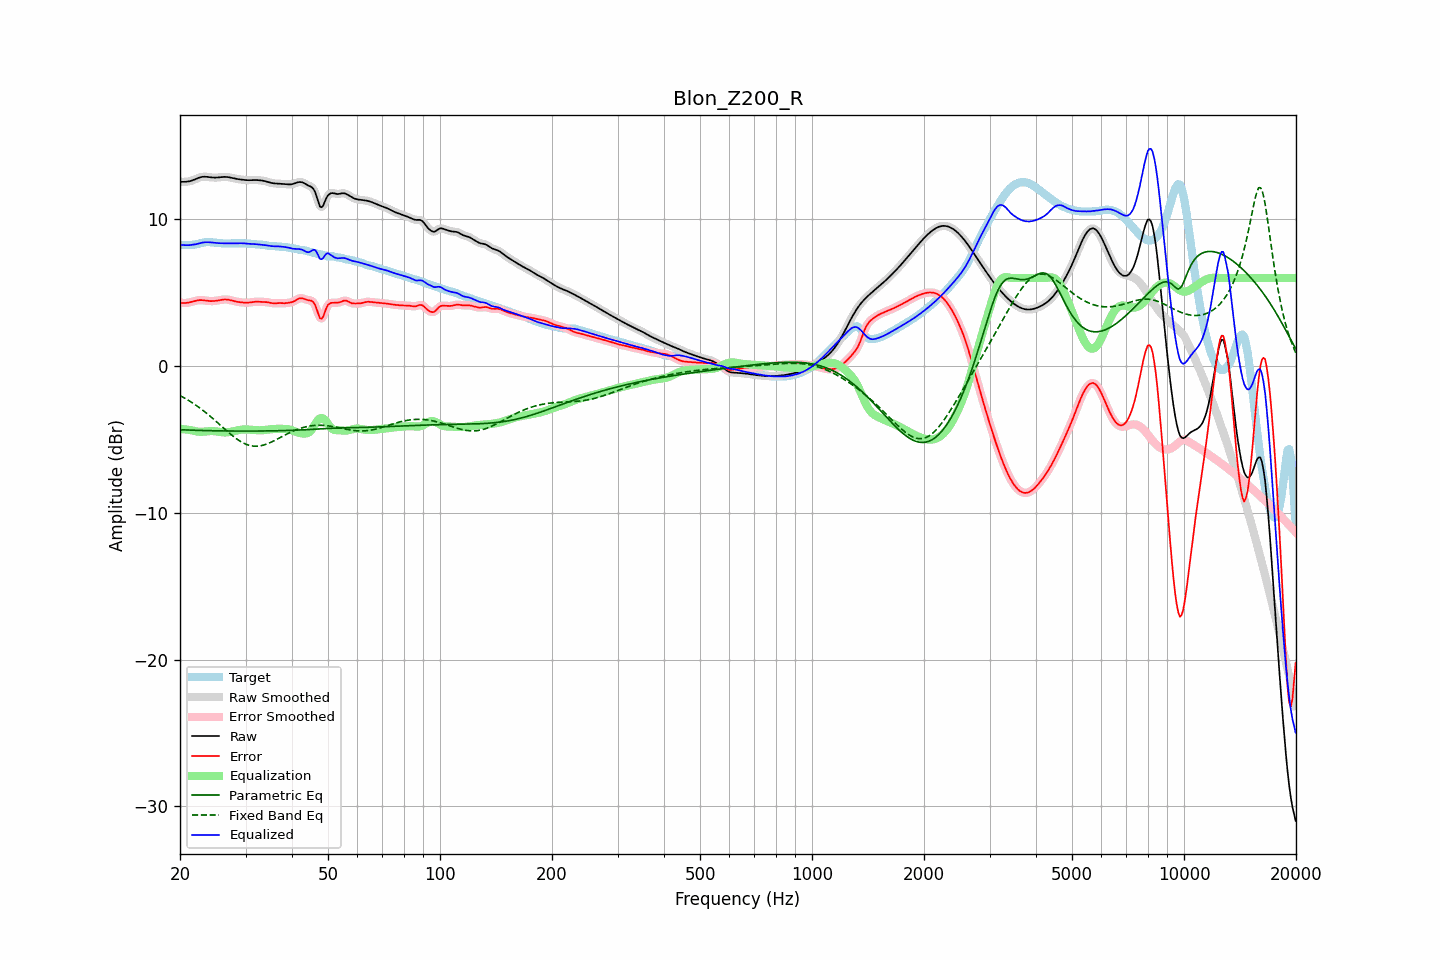 Blon_Z200_R
Amplitude (dBr)
10
0
−10
−20
−30
Target
Raw Smoothed
Error Smoothed
Raw
Error
Equalization
Parametric Eq
Fixed Band Eq
Equalized
20 50 100 200 500 1000 2000 5000 10000 20000
Frequency (Hz)